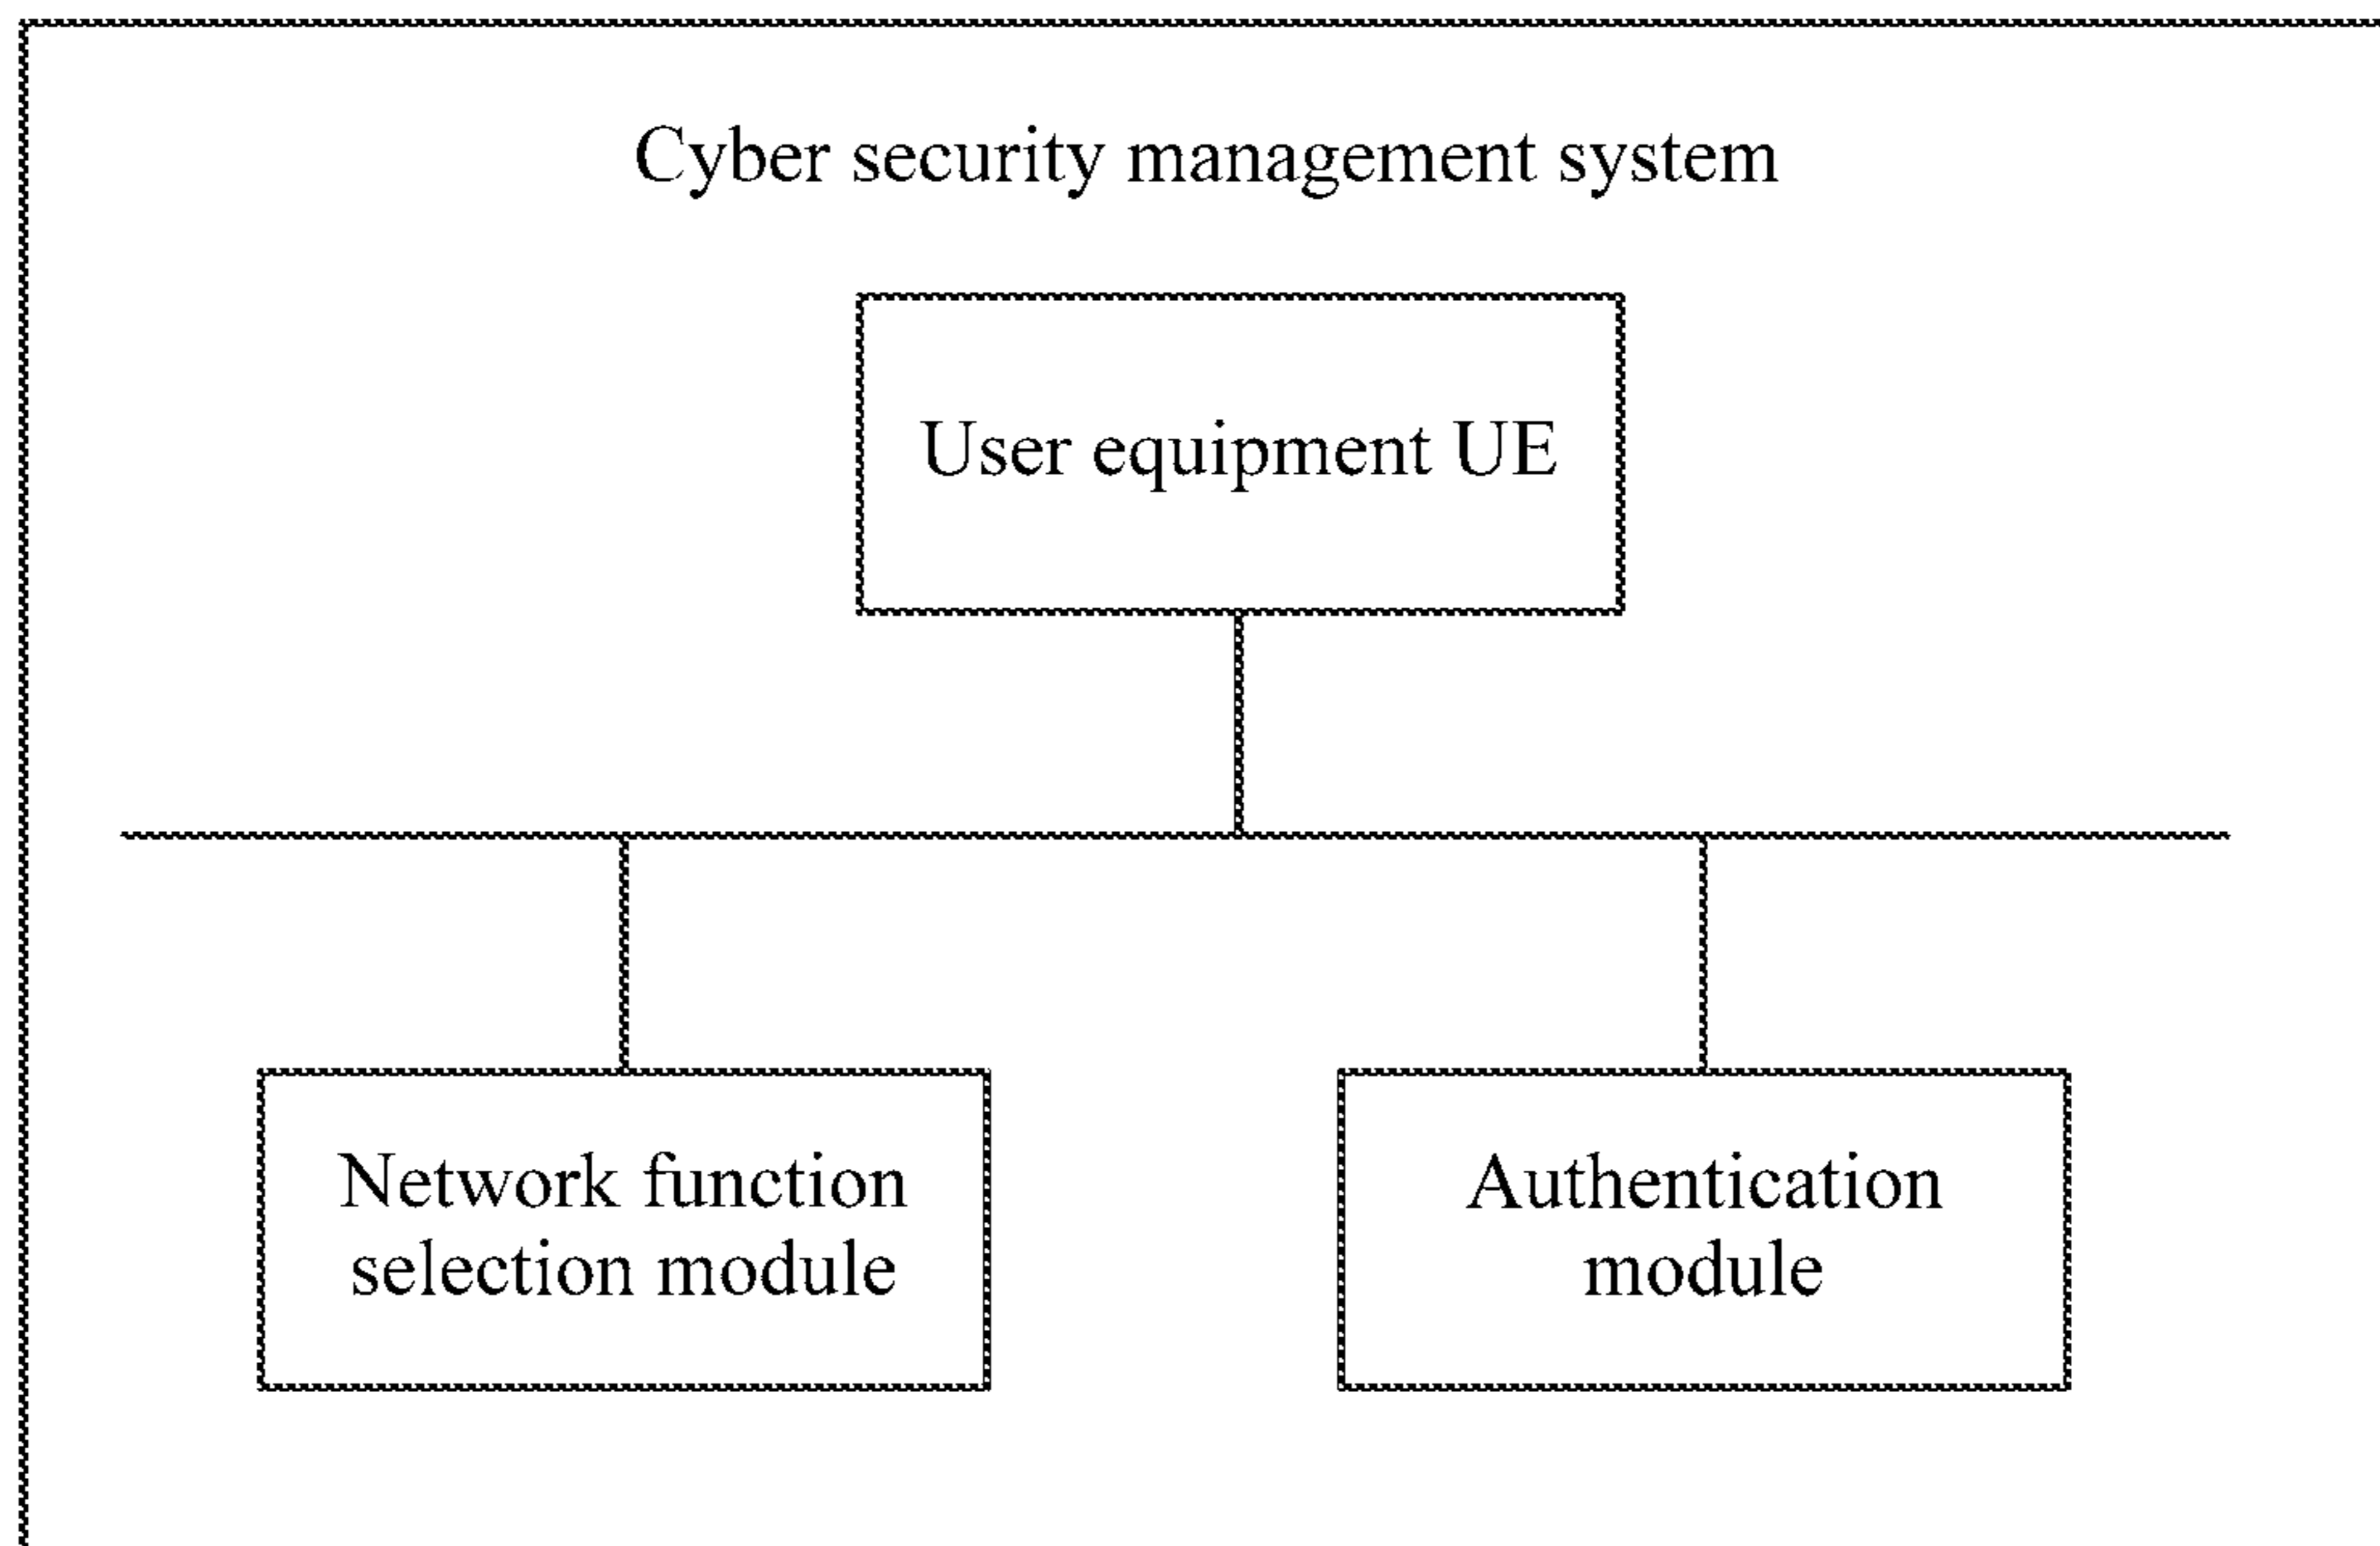 Cyber security management system
User equipment UE
Network function
selection module
Authentication
module